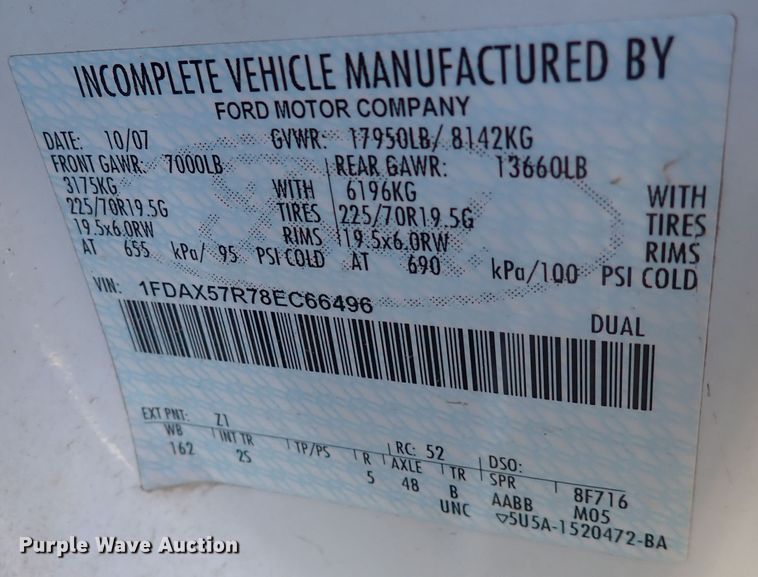 INCOMPLETE VEHICLE MANUFACTURED BY
FORD MOTOR COMPANY
DATE: 10/07 GVWR: 17950LB/ 8142KG
FRONT GAWR: 7000LB REAR GAWR: 13660LB
3175KG WITH 6196KG WITH
225/70R19.5G TIRES 225/70R19.5G TIRES
19.5x6.0RW RIMS 19.5x6.0RW RIMS
AT 655 kPa/ 95 PSI COLD AT 690 kPa/100 PSI COLD
VIN: 1FDAX57R78EC66496
DUAL
EXT PNT: Z1 RC: 52 DSO:
WB INT TR TP/PS R AXLE TR SPR 8F716
162 2S 5 48 B AABB M05
UNC ▽5U5A-1520472-BA
Purple Wave Auction